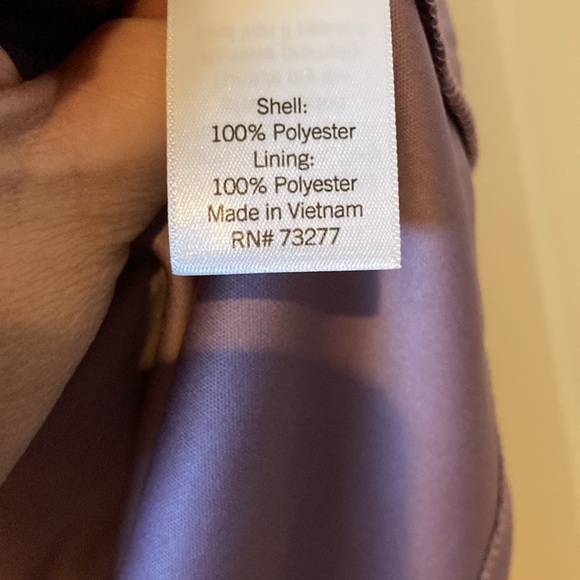 Shell:
100% Polyester
Lining:
100% Polyester
Made in Vietnam
RN# 73277